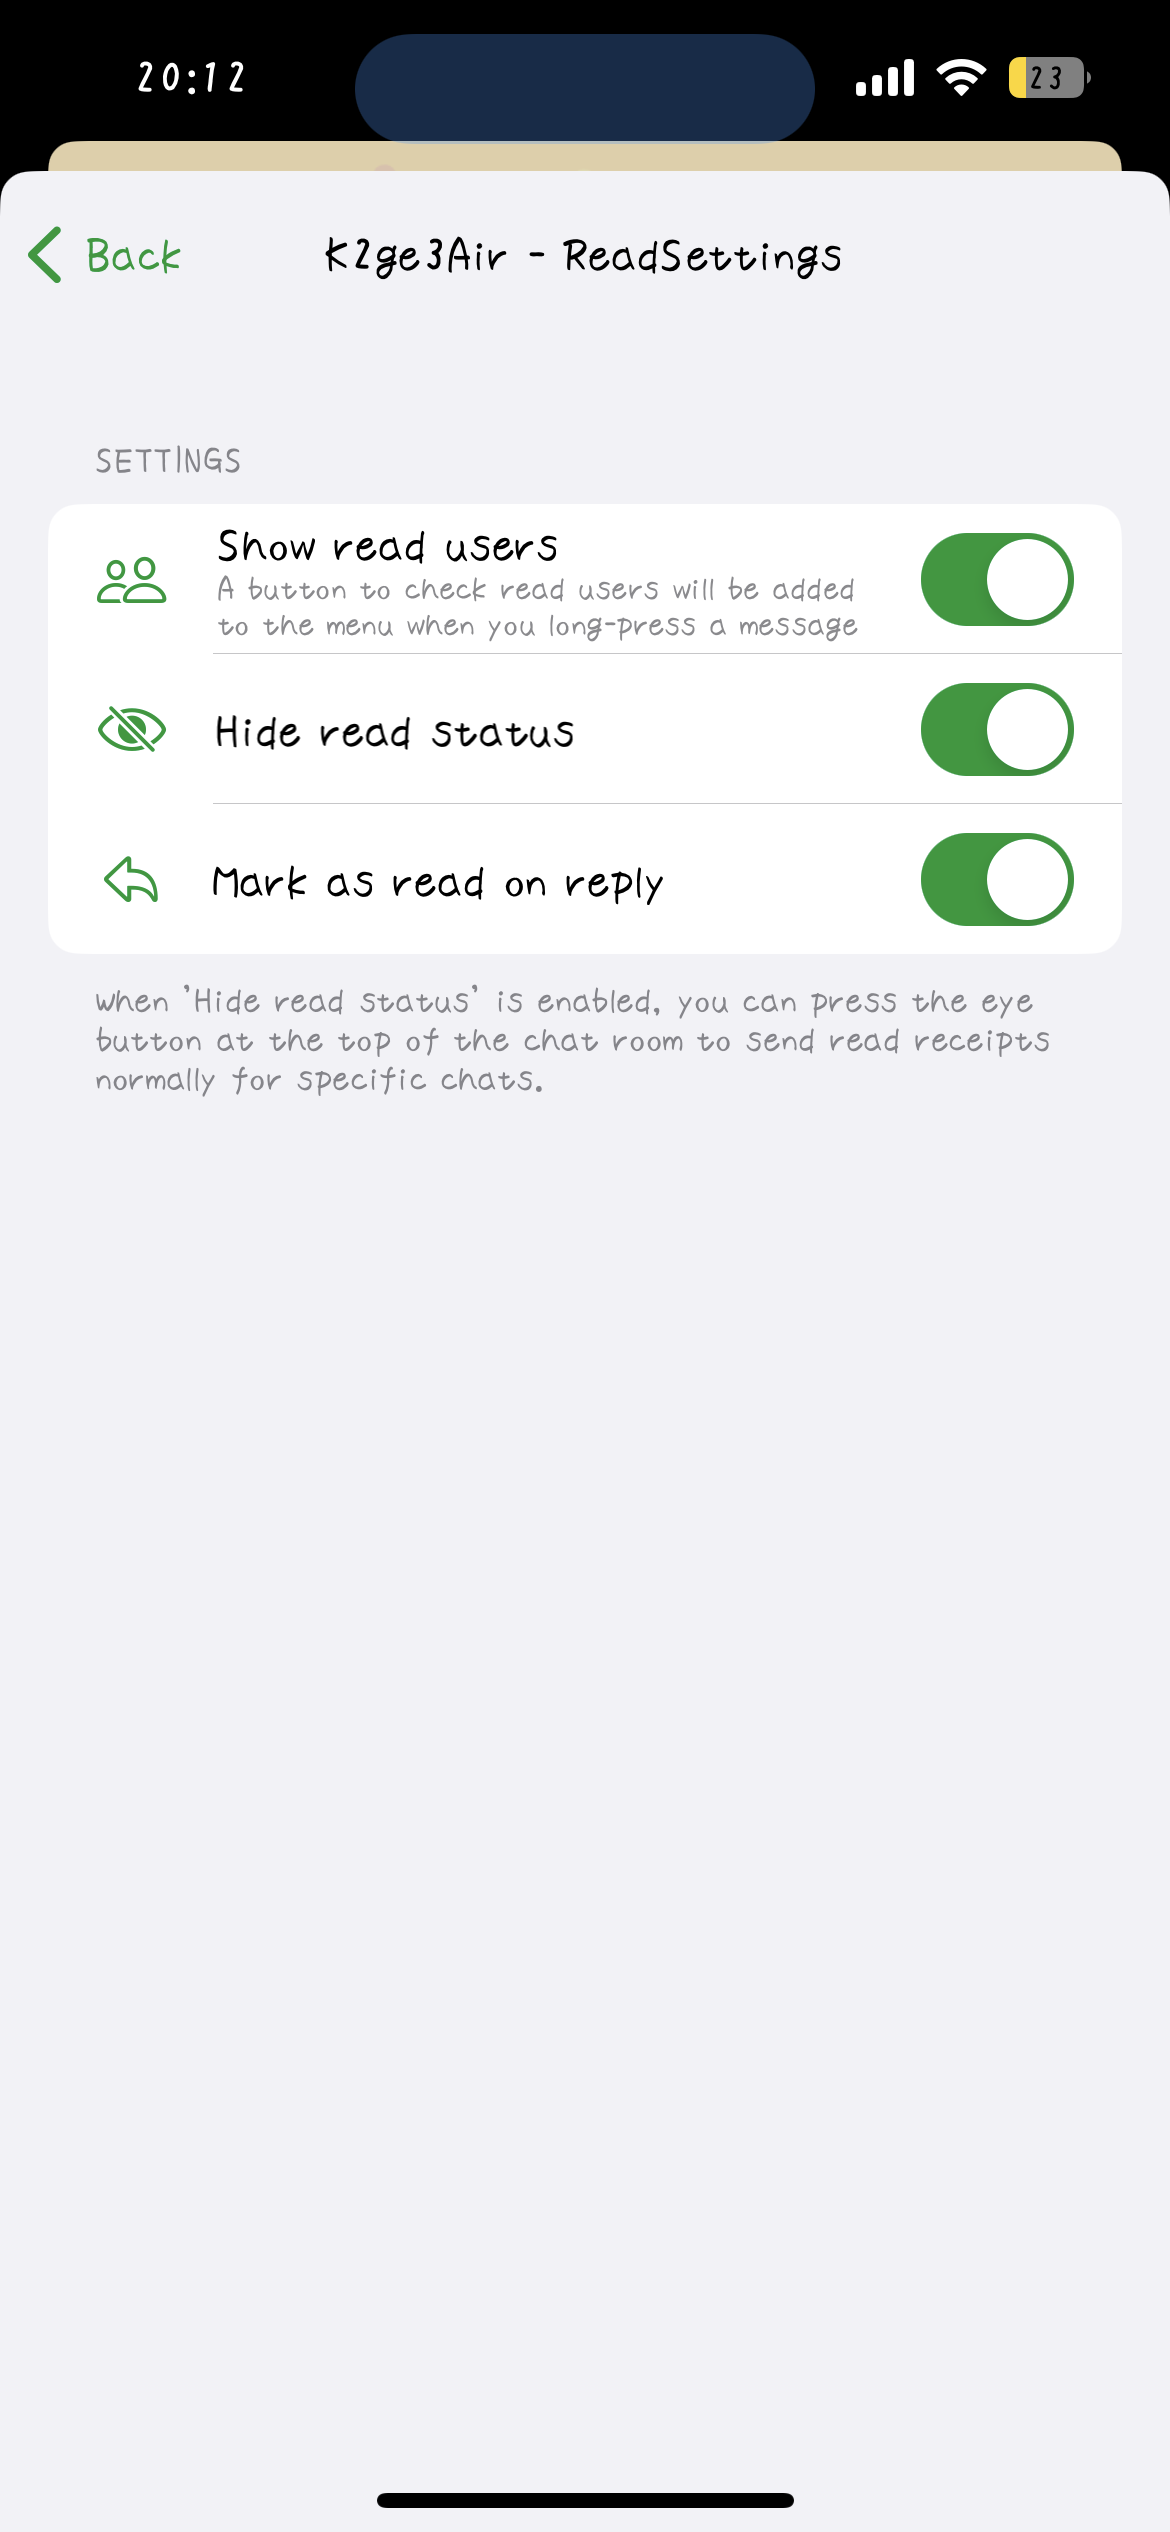 20:12
23
Back
K2ge3Air - ReadSettings
SETTINGS
Show read users
A button to check read users will be added
to the menu when you long-press a message
Hide read status
Mark as read on reply
When 'Hide read status' is enabled, you can press the eye
button at the top of the chat room to send read receipts
normally for specific chats.